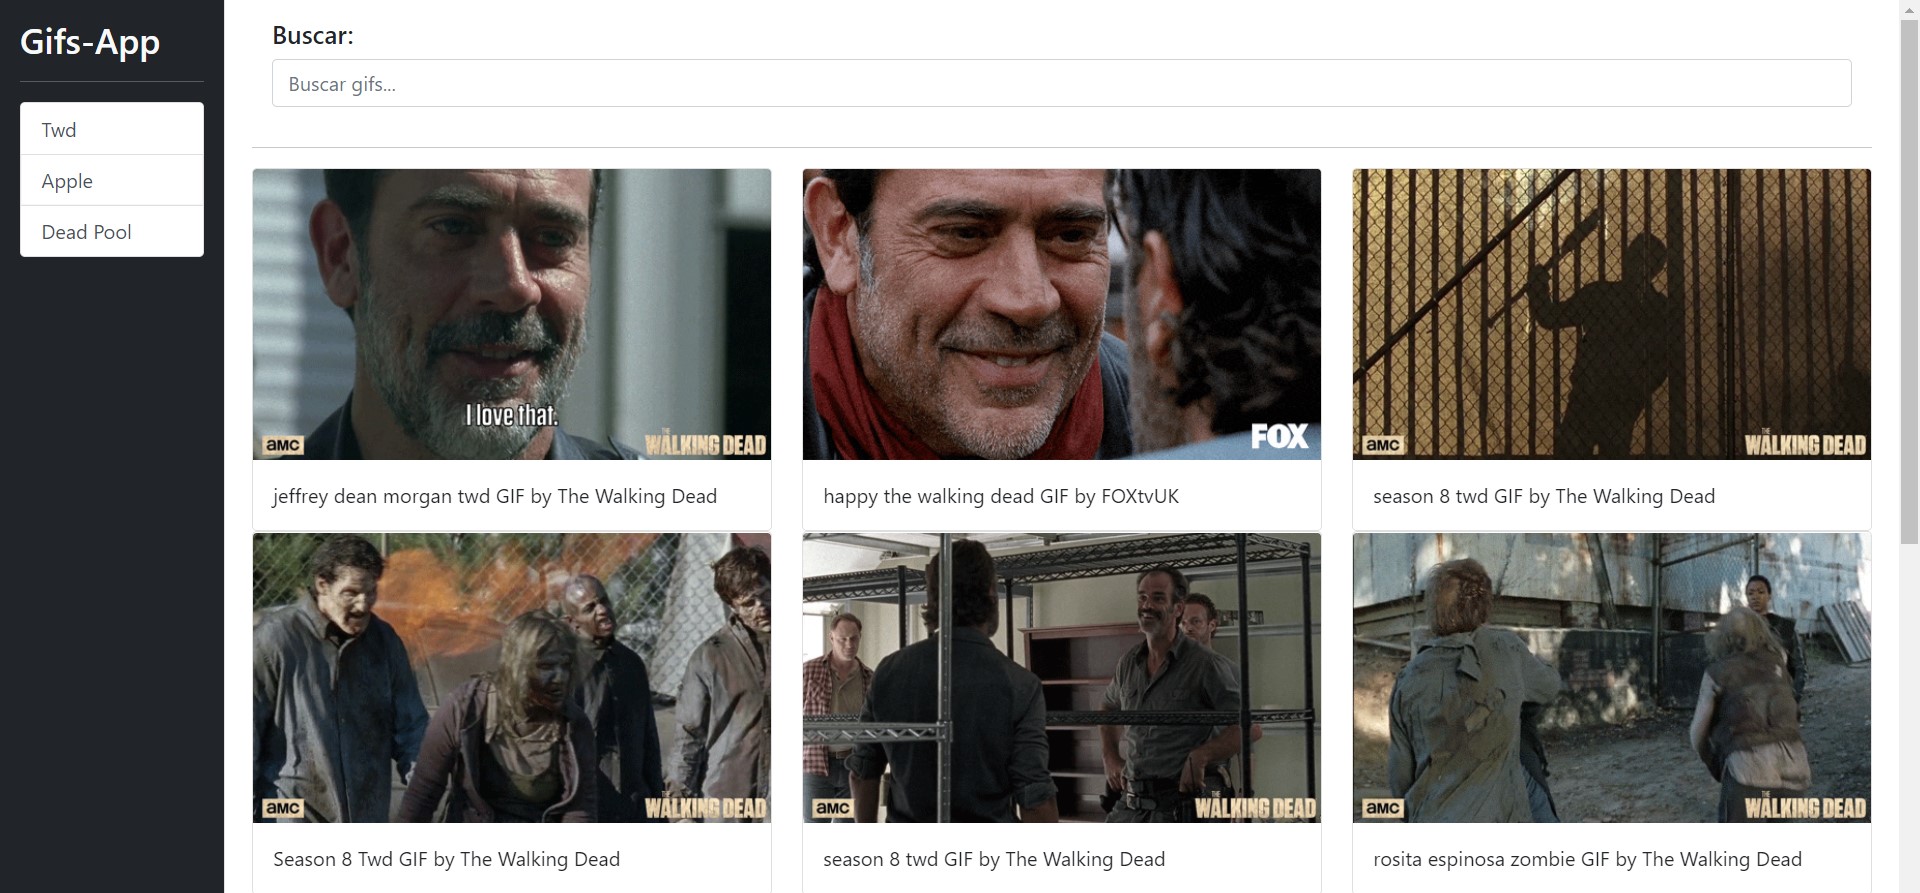 Gifs-App
Twd
Apple
Dead Pool
Buscar:
Buscar gifs...
I love that.
aMC
THE
WALKING DEAD
jeffrey dean morgan twd GIF by The Walking Dead
FOX
happy the walking dead GIF by FOXtvUK
aMC
THE
WALKING DEAD
season 8 twd GIF by The Walking Dead
aMC
THE
WALKING DEAD
Season 8 Twd GIF by The Walking Dead
aMC
THE
WALKING DEAD
season 8 twd GIF by The Walking Dead
aMC
THE
WALKING DEAD
rosita espinosa zombie GIF by The Walking Dead